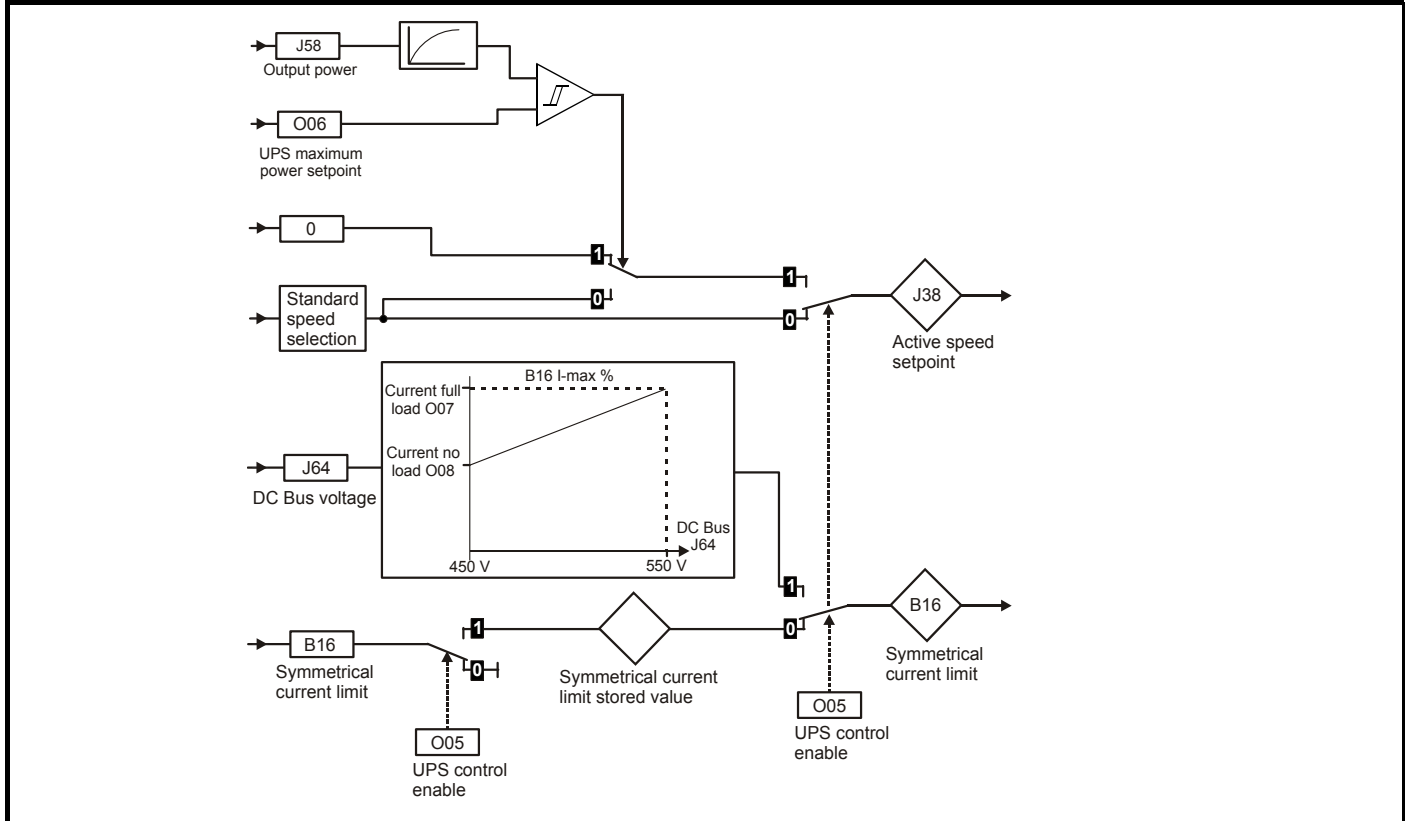 J58
Output power
O06
UPS maximum
power setpoint
0
1
0
Standard
speed
selection
1
0
J38
Active speed
setpoint
B16 I-max %
Current full
load O07
Current no
load O08
J64
DC Bus voltage
DC Bus
J64
450 V
550 V
1
0
B16
Symmetrical
current limit
B16
Symmetrical
current limit
1
0
Symmetrical current
limit stored value
O05
UPS control
enable
O05
UPS control
enable